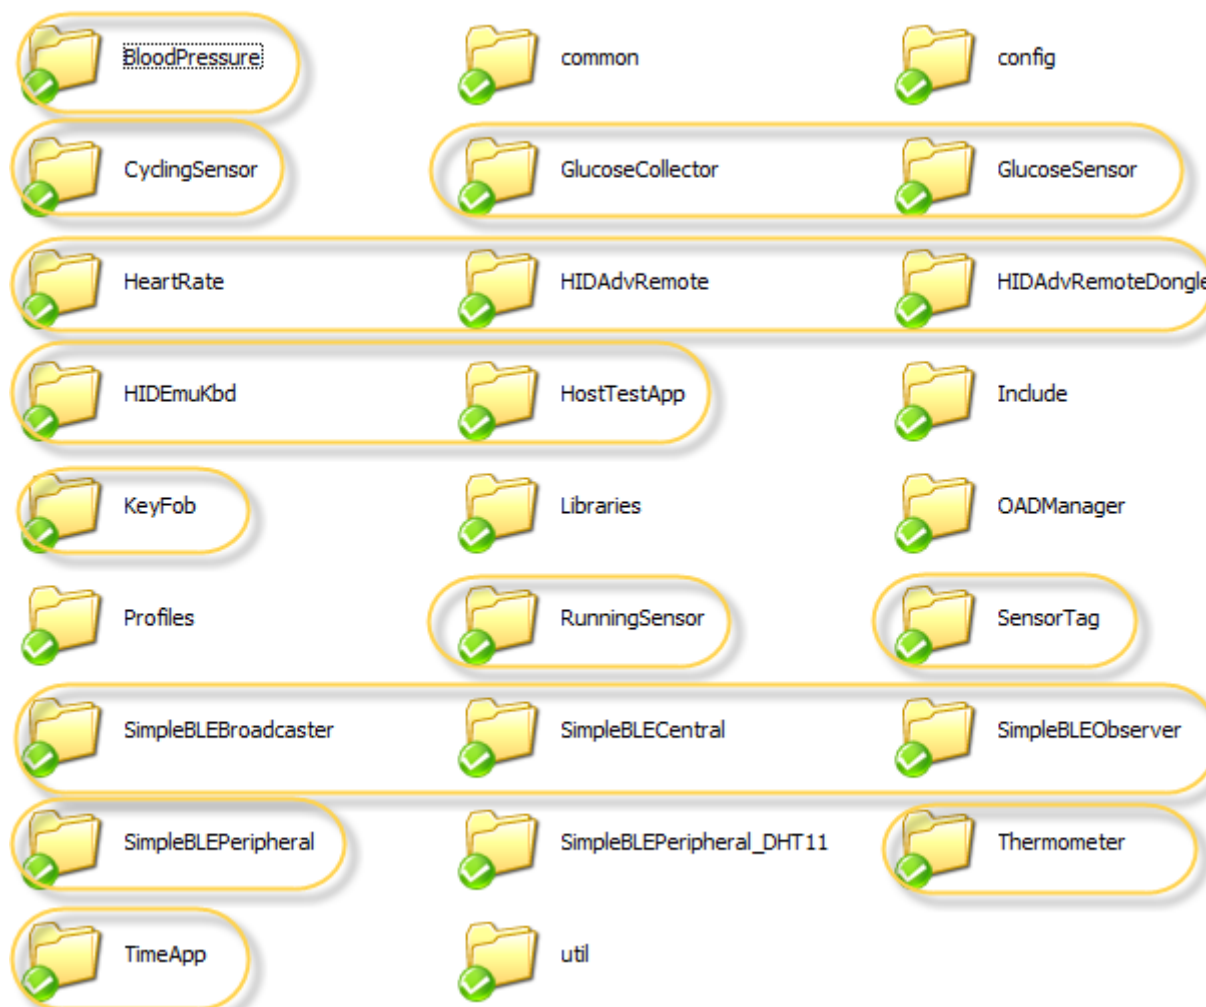 BloodPressure common config
CyclingSensor GlucoseCollector GlucoseSensor
HeartRate HIDAdvRemote HIDAdvRemoteDongle
HIDEmuKbd HostTestApp Include
KeyFob Libraries OADManager
Profiles RunningSensor SensorTag
SimpleBLEBroadcaster SimpleBLECentral SimpleBLEObserver
SimpleBLEPeripheral SimpleBLEPeripheral_DHT11 Thermometer
TimeApp util